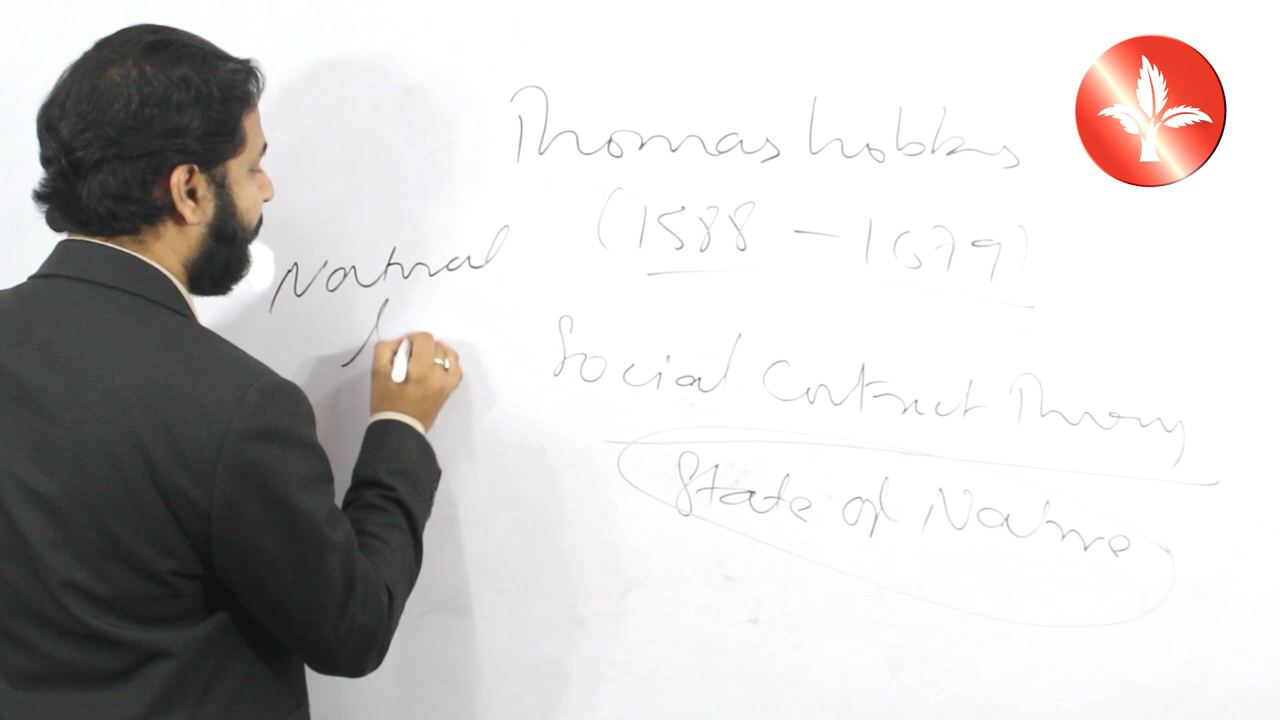 Thomas hobbes
(1588 - 1679)
Natural
Social Contract Theory
State of Nature